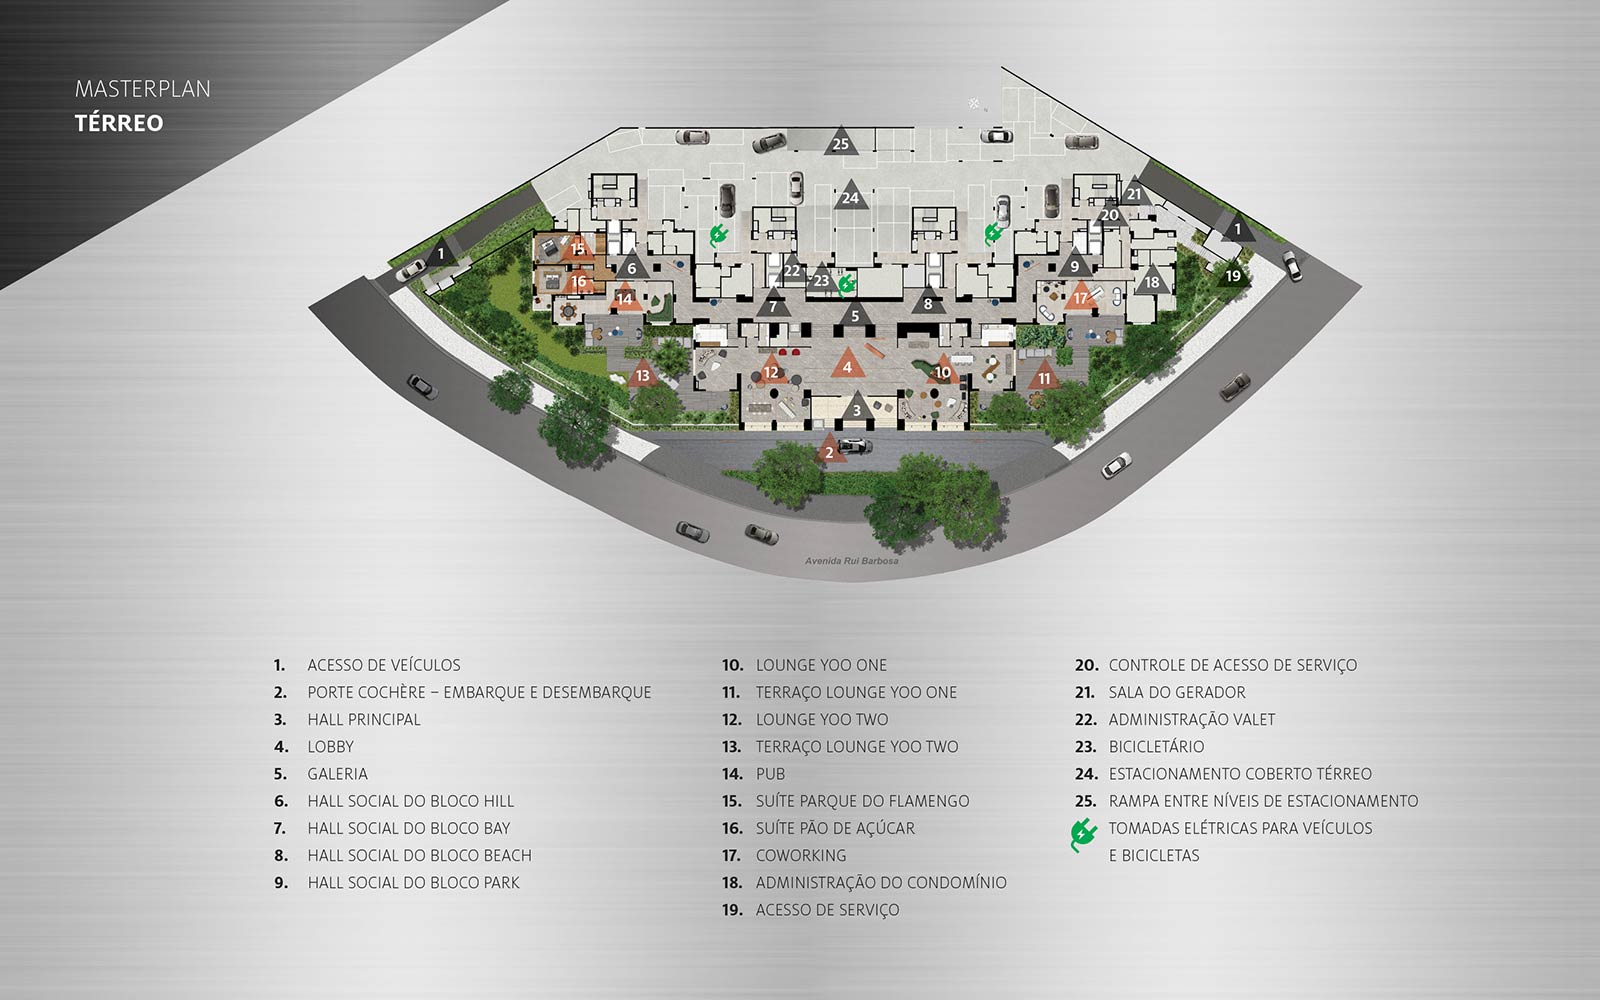 MASTERPLAN
TÉRREO
25
24
21
20
1
1
15
6
22
23
9
19
16
18
14
7
5
8
17
13
12
4
10
11
3
2
Avenida Rui Barbosa
1. ACESSO DE VEÍCULOS
2. PORTE COCHÈRE – EMBARQUE E DESEMBARQUE
3. HALL PRINCIPAL
4. LOBBY
5. GALERIA
6. HALL SOCIAL DO BLOCO HILL
7. HALL SOCIAL DO BLOCO BAY
8. HALL SOCIAL DO BLOCO BEACH
9. HALL SOCIAL DO BLOCO PARK
10. LOUNGE YOO ONE
11. TERRAÇO LOUNGE YOO ONE
12. LOUNGE YOO TWO
13. TERRAÇO LOUNGE YOO TWO
14. PUB
15. SUÍTE PARQUE DO FLAMENGO
16. SUÍTE PÃO DE AÇÚCAR
17. COWORKING
18. ADMINISTRAÇÃO DO CONDOMÍNIO
19. ACESSO DE SERVIÇO
20. CONTROLE DE ACESSO DE SERVIÇO
21. SALA DO GERADOR
22. ADMINISTRAÇÃO VALET
23. BICICLETÁRIO
24. ESTACIONAMENTO COBERTO TÉRREO
25. RAMPA ENTRE NÍVEIS DE ESTACIONAMENTO
TOMADAS ELÉTRICAS PARA VEÍCULOS
E BICICLETAS